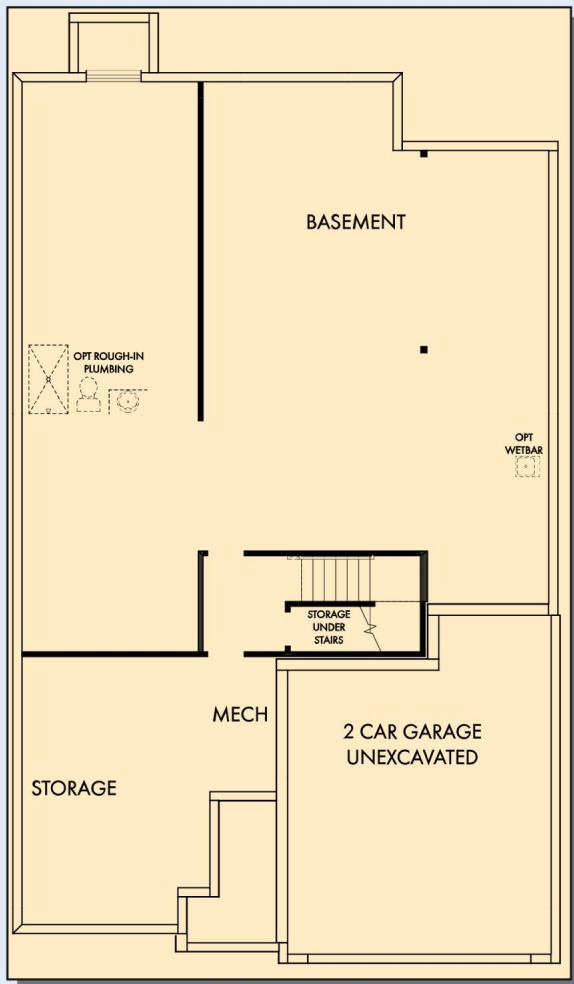 BASEMENT
OPT ROUGH-IN
PLUMBING
OPT
WETBAR
STORAGE
UNDER
STAIRS
MECH
2 CAR GARAGE
UNEXCAVATED
STORAGE